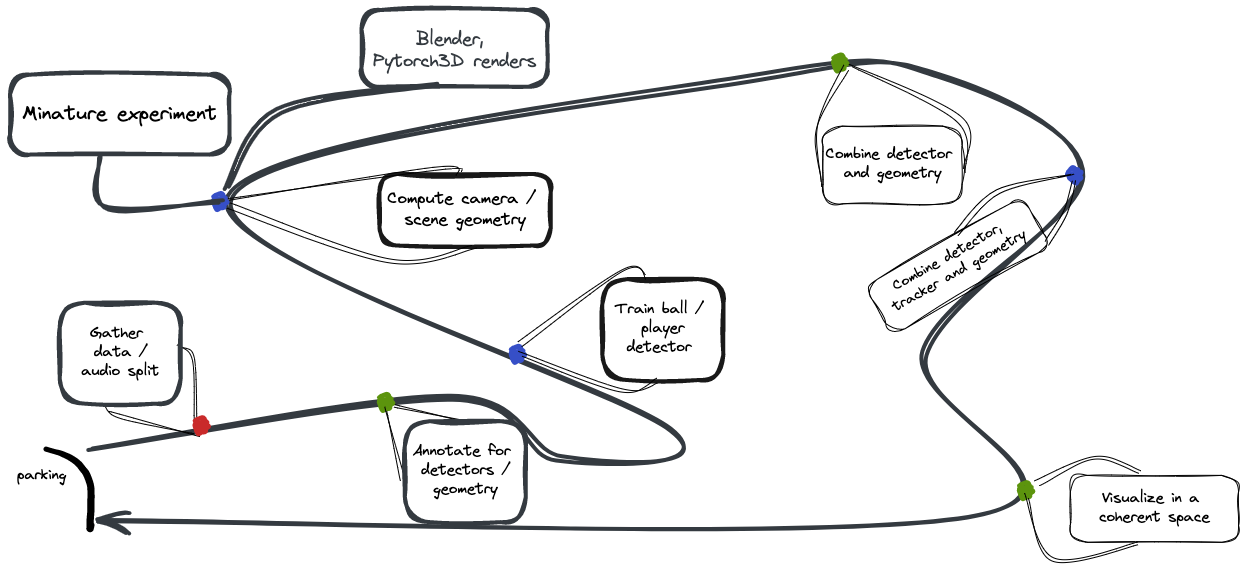 Blender,
Pytorch3D renders
Minature experiment
Combine detector
and geometry
Compute camera /
scene geometry
Combine detector,
tracker and geometry
Train ball /
player
detector
Gather
data /
audio split
Annotate for
detectors /
geometry
parking
Visualize in a
coherent space